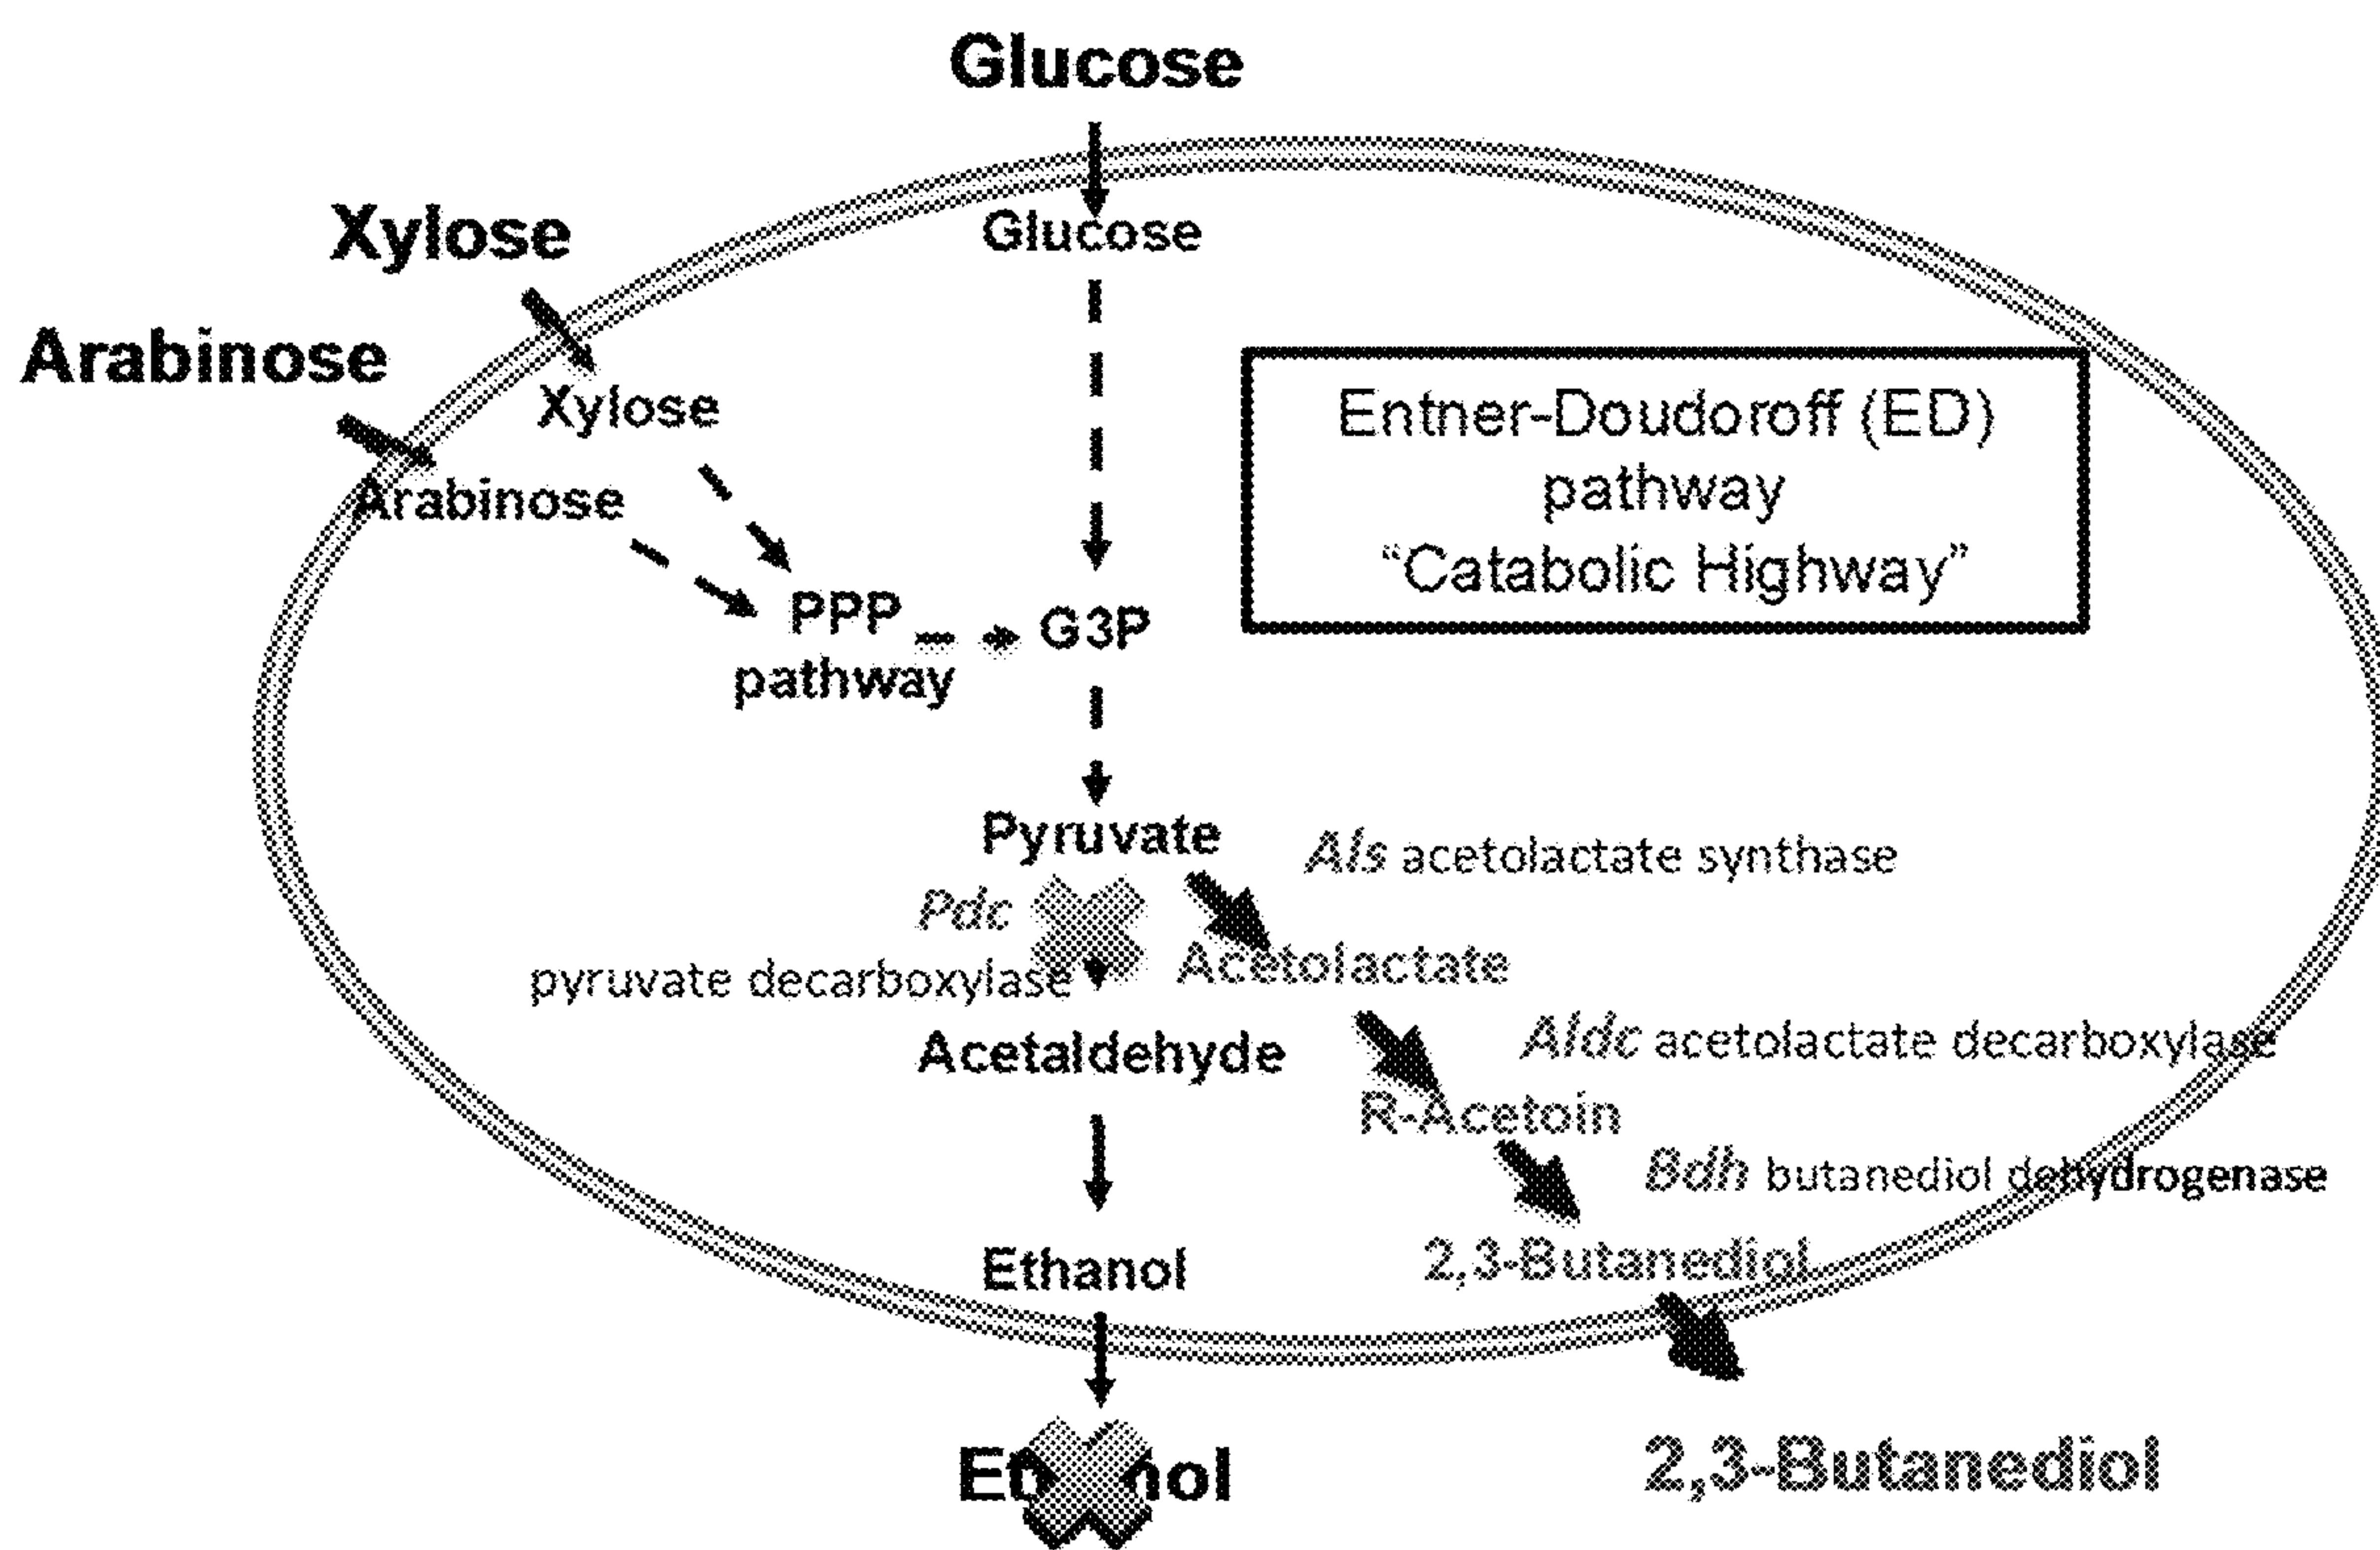 Glucose
Xylose
Glucose
Arabinose
Xylose
Entner-Doudoroff (ED)
pathway
“Catabolic Highway”
Arabinose
PPP
pathway
G3P
Pyruvate
Als acetolactate synthase
Pdc
pyruvate decarboxylase
Acetolactate
Acetaldehyde
Aldc acetolactate decarboxylase
R-Acetoin
Bdh butanediol dehydrogenase
Ethanol
2,3-Butanediol
Ethanol
2,3-Butanediol